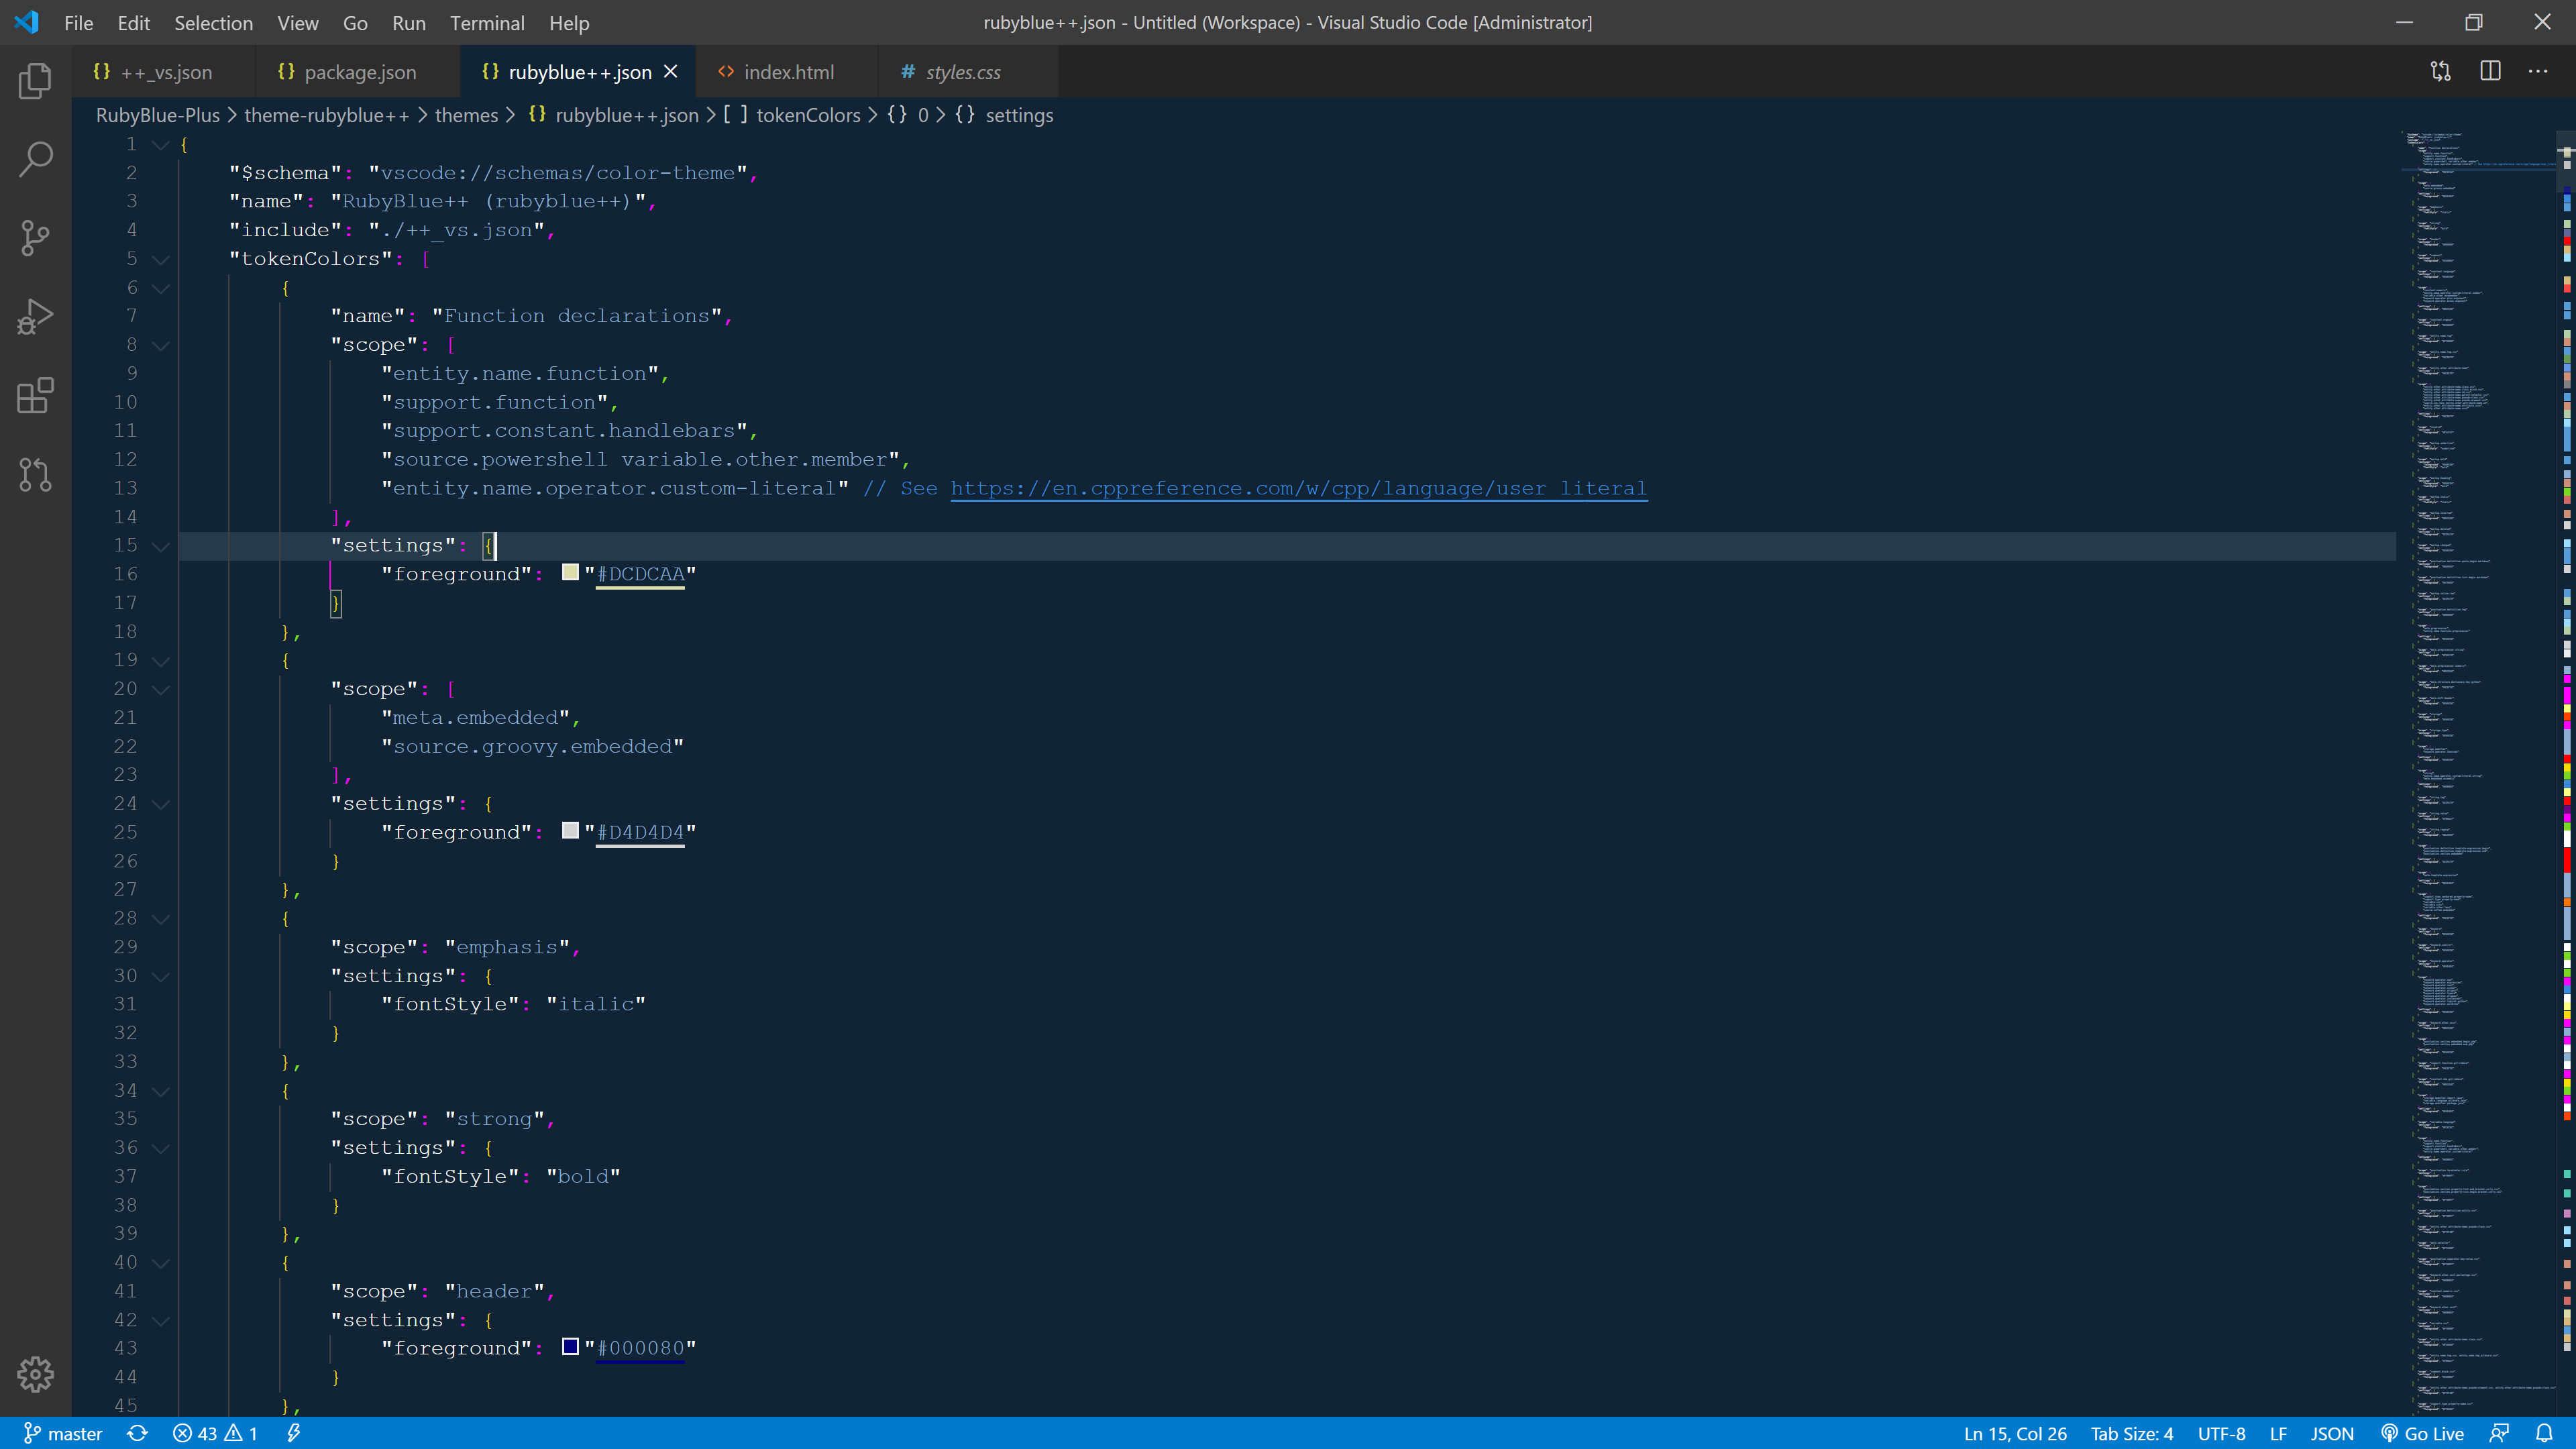 File Edit Selection View Go Run Terminal Help
rubyblue++.json - Untitled (Workspace) - Visual Studio Code [Administrator]
{} ++_vs.json {} package.json {} rubyblue++.json <> index.html # styles.css
RubyBlue-Plus > theme-rubyblue++ > themes > {} rubyblue++.json > [ ] tokenColors > {} 0 > {} settings
1 {
2 "$schema": "vscode://schemas/color-theme",
3 "name": "RubyBlue++ (rubyblue++)",
4 "include": "./++_vs.json",
5 "tokenColors": [
6 {
7 "name": "Function declarations",
8 "scope": [
9 "entity.name.function",
10 "support.function",
11 "support.constant.handlebars",
12 "source.powershell variable.other.member",
13 "entity.name.operator.custom-literal" // See https://en.cppreference.com/w/cpp/language/user_literal
14 ],
15 "settings": {
16 "foreground": "#DCDCAA"
17 }
18 },
19 {
20 "scope": [
21 "meta.embedded",
22 "source.groovy.embedded"
23 ],
24 "settings": {
25 "foreground": "#D4D4D4"
26 }
27 },
28 {
29 "scope": "emphasis",
30 "settings": {
31 "fontStyle": "italic"
32 }
33 },
34 {
35 "scope": "strong",
36 "settings": {
37 "fontStyle": "bold"
38 }
39 },
40 {
41 "scope": "header",
42 "settings": {
43 "foreground": "#000080"
44 }
45 },
master 43 1 Ln 15, Col 26 Tab Size: 4 UTF-8 LF JSON Go Live